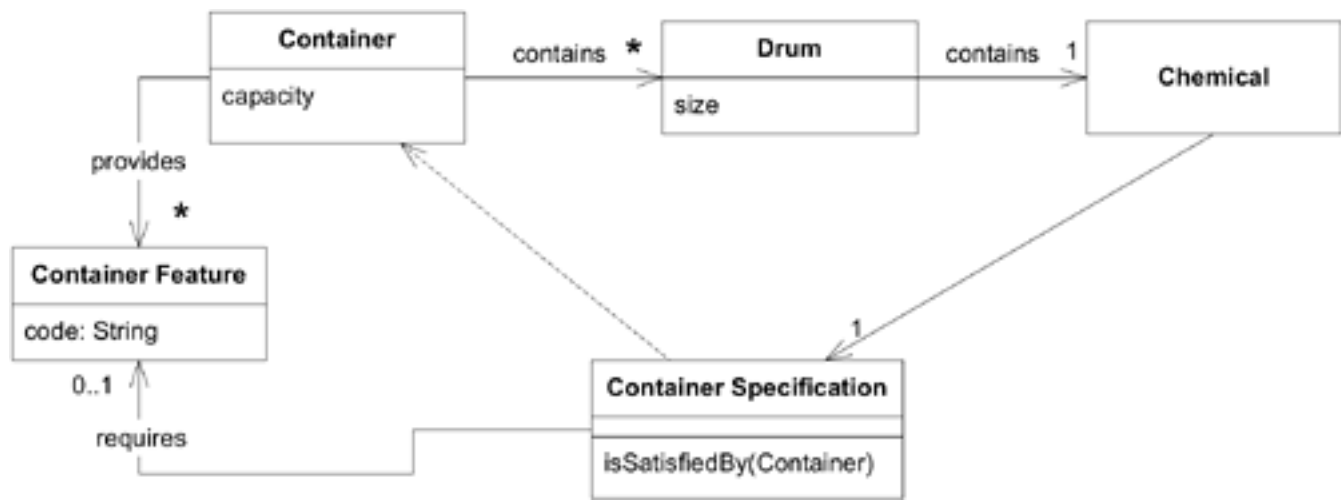 Container
capacity
contains
*
Drum
size
contains
1
Chemical
provides
*
Container Feature
code: String
0..1
requires
1
Container Specification
isSatisfiedBy(Container)